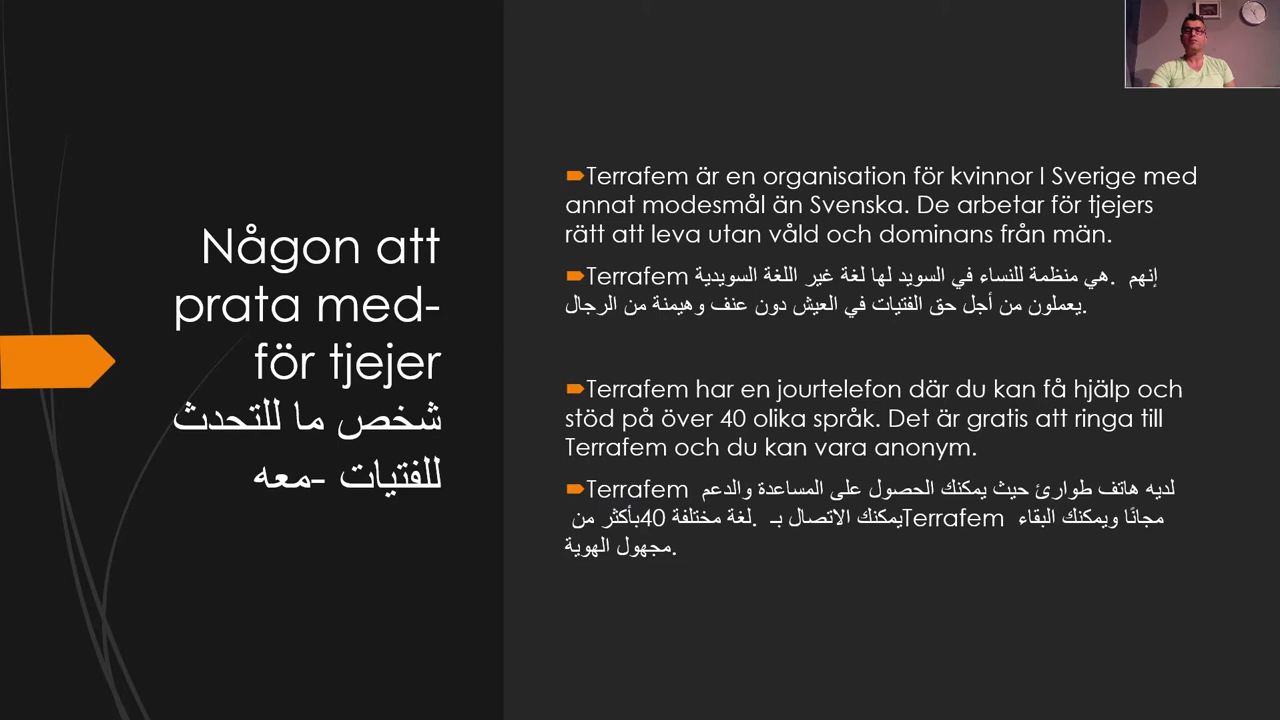 Någon att
prata med-
för tjejer
شخص ما للتحدث
معه- للفتيات
Terrafem är en organisation för kvinnor I Sverige med
annat modesmål än Svenska. De arbetar för tjejers
rätt att leva utan våld och dominans från män.
Terrafem هي منظمة للنساء في السويد لها لغة غير اللغة السويدية. إنهم
يعملون من أجل حق الفتيات في العيش دون عنف وهيمنة من الرجال.
Terrafem har en jourtelefon där du kan få hjälp och
stöd på över 40 olika språk. Det är gratis att ringa till
Terrafem och du kan vara anonym.
Terrafem لديه هاتف طوارئ حيث يمكنك الحصول على المساعدة والدعم
بأكثر من 40 لغة مختلفة. يمكنك الاتصال بـ Terrafem مجانًا ويمكنك البقاء
مجهول الهوية.